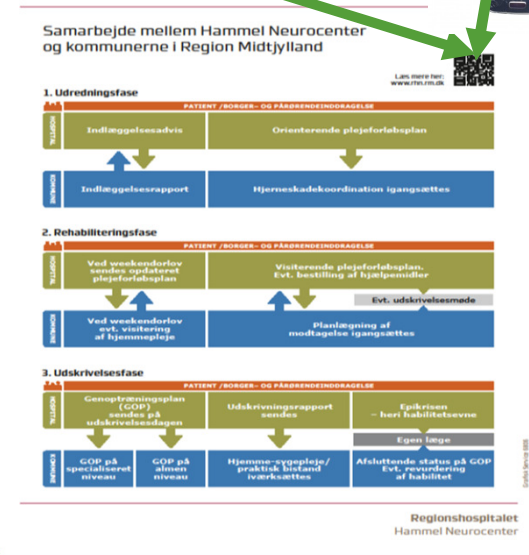 Samarbejde mellem Hammel Neurocenter
og kommunerne i Region Midtjylland
Læs mere her:
www.rhn.rm.dk
1. Udredningsfase
PATIENT /BORGER- OG PÅRØRENDEINDDRAGELSE
HOSPITAL
Indlæggelsesadvis
Orienterende plejeforløbsplan
KOMMUNE
Indlæggelsesrapport
Hjerneskadekoordination igangsættes
2. Rehabiliteringsfase
PATIENT /BORGER- OG PÅRØRENDEINDDRAGELSE
HOSPITAL
Ved weekendorlov
sendes opdateret
plejeforløbsplan
Visiterende plejeforløbsplan.
Evt. bestilling af hjælpemidler
Evt. udskrivelsesmøde
KOMMUNE
Ved weekendorlov
evt. visitering
af hjemmepleje
Planlægning af
modtagelse igangsættes
3. Udskrivelsesfase
PATIENT /BORGER- OG PÅRØRENDEINDDRAGELSE
HOSPITAL
Genoptræningsplan
(GOP)
sendes på
udskrivelsesdagen
Udskrivningsrapport
sendes
Epikrisen
– heri habilitetsevne
Egen læge
KOMMUNE
GOP på
specialiseret
niveau
GOP på
almen
niveau
Hjemme-sygepleje/
praktisk bistand
iværksættes
Afsluttende status på GOP
Evt. revurdering
af habilitet
Regionshospitalet
Hammel Neurocenter